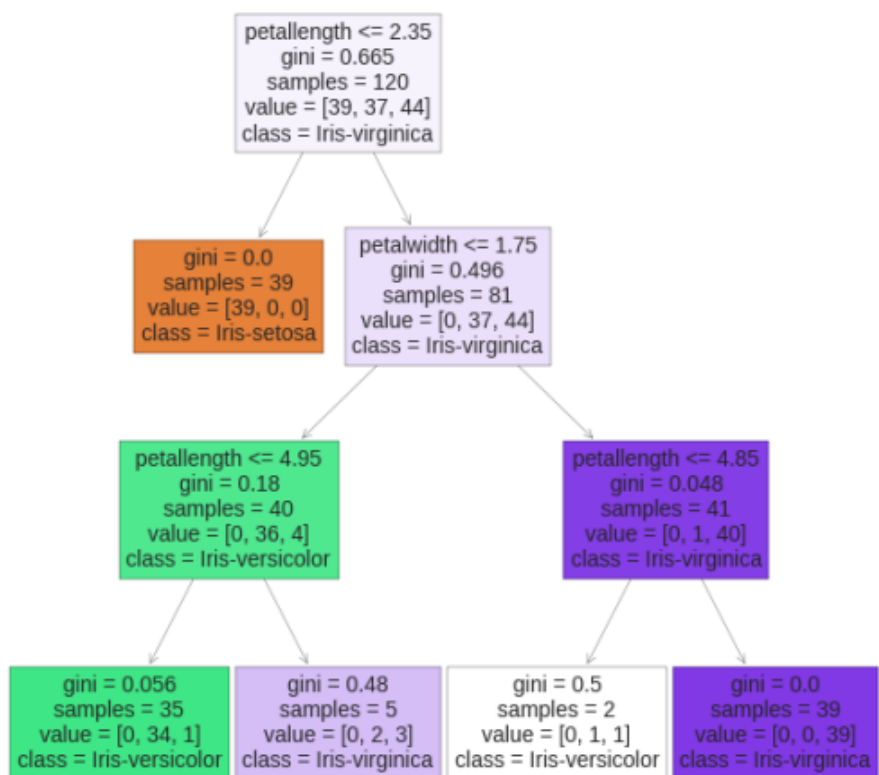 petallength <= 2.35
gini = 0.665
samples = 120
value = [39, 37, 44]
class = Iris-virginica
gini = 0.0
samples = 39
value = [39, 0, 0]
class = Iris-setosa
petalwidth <= 1.75
gini = 0.496
samples = 81
value = [0, 37, 44]
class = Iris-virginica
petallength <= 4.95
gini = 0.18
samples = 40
value = [0, 36, 4]
class = Iris-versicolor
petallength <= 4.85
gini = 0.048
samples = 41
value = [0, 1, 40]
class = Iris-virginica
gini = 0.056
samples = 35
value = [0, 34, 1]
class = Iris-versicolor
gini = 0.48
samples = 5
value = [0, 2, 3]
class = Iris-virginica
gini = 0.5
samples = 2
value = [0, 1, 1]
class = Iris-versicolor
gini = 0.0
samples = 39
value = [0, 0, 39]
class = Iris-virginica